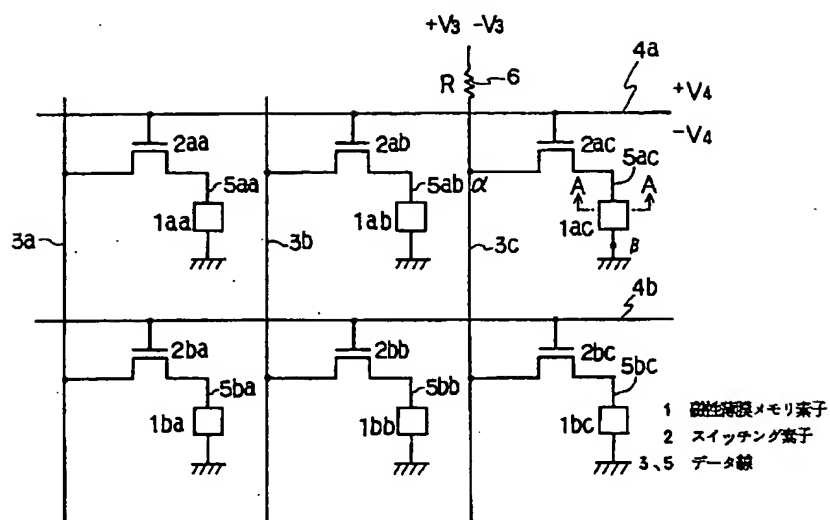 +V3 -V3
R 6
4a
+V4
-V4
2aa 2ab 2ac
5aa 5ab α 5ac
A A
1aa 1ab 1ac
3a 3b 3c β
4b
2ba 2bb 2bc
5ba 5bb 5bc
1ba 1bb 1bc
1 磁性薄膜メモリ素子
2 スイッチング素子
3、5 データ線